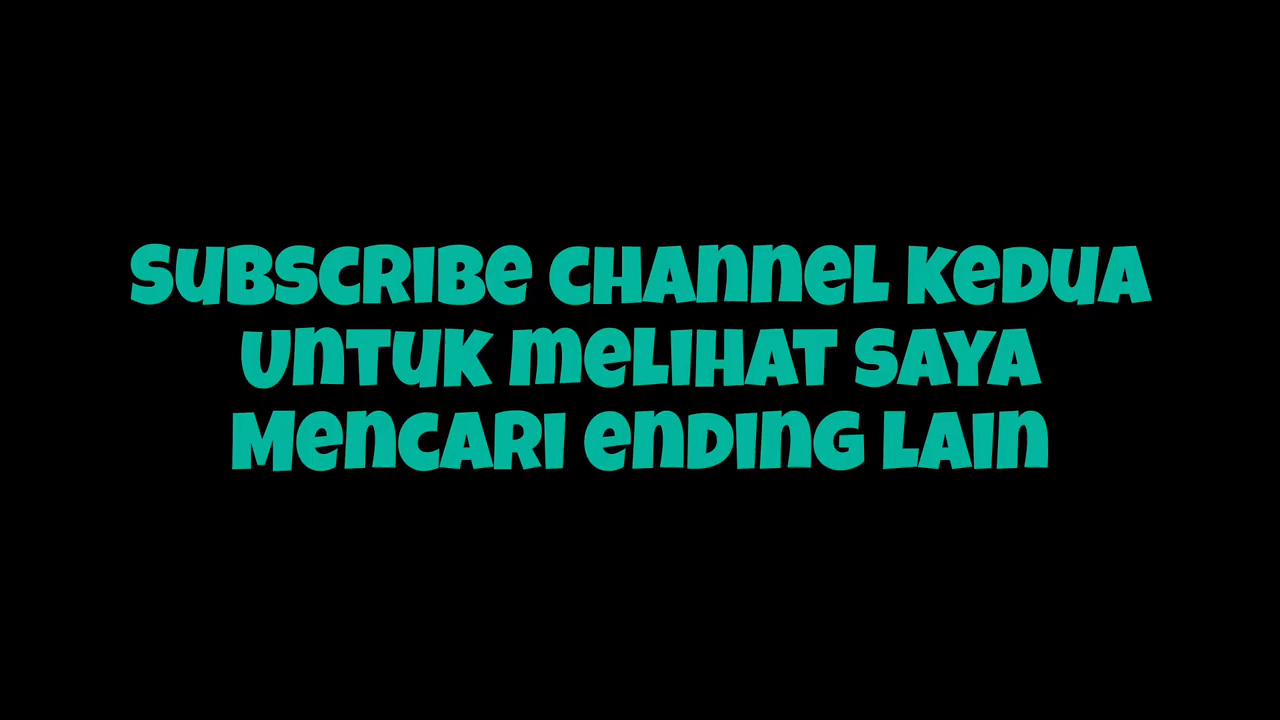 SUBSCRIBE CHANNEL KEDUA
UNTUK MELIHAT SAYA
MENCARI ENDING LAIN